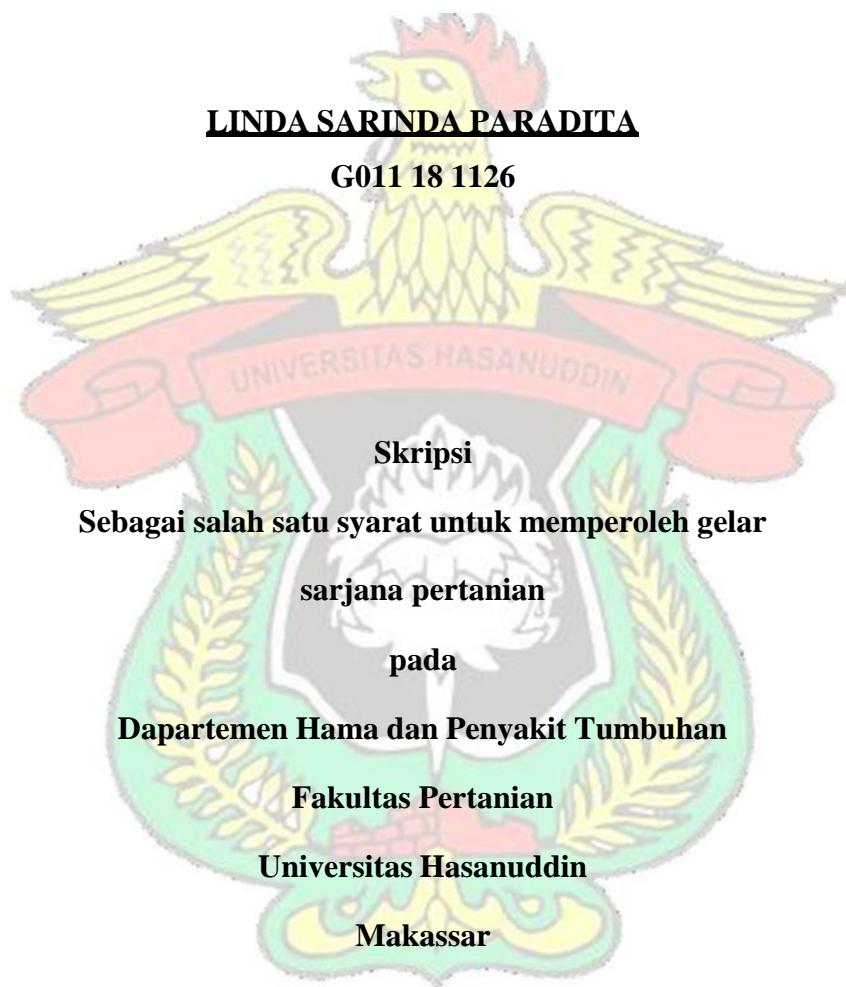 LINDA SARINDA PARADITA
G011 18 1126
UNIVERSITAS HASANUDDIN
Skripsi
Sebagai salah satu syarat untuk memperoleh gelar
sarjana pertanian
pada
Dapartemen Hama dan Penyakit Tumbuhan
Fakultas Pertanian
Universitas Hasanuddin
Makassar